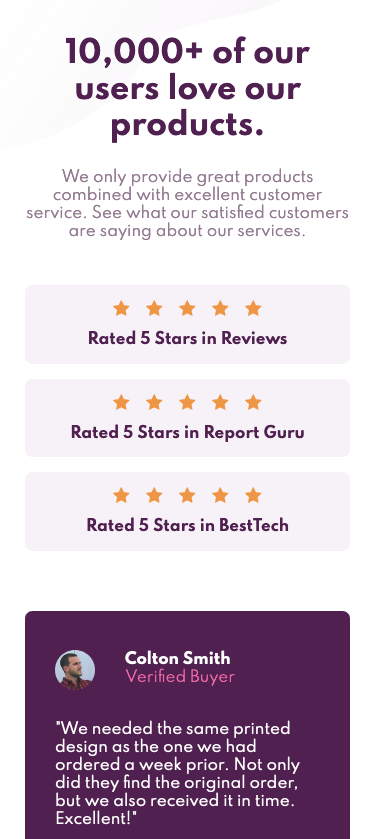 10,000+ of our
users love our
products.
We only provide great products
combined with excellent customer
service. See what our satisfied customers
are saying about our services.
Rated 5 Stars in Reviews
Rated 5 Stars in Report Guru
Rated 5 Stars in BestTech
Colton Smith
Verified Buyer
"We needed the same printed
design as the one we had
ordered a week prior. Not only
did they find the original order,
but we also received it in time.
Excellent!"